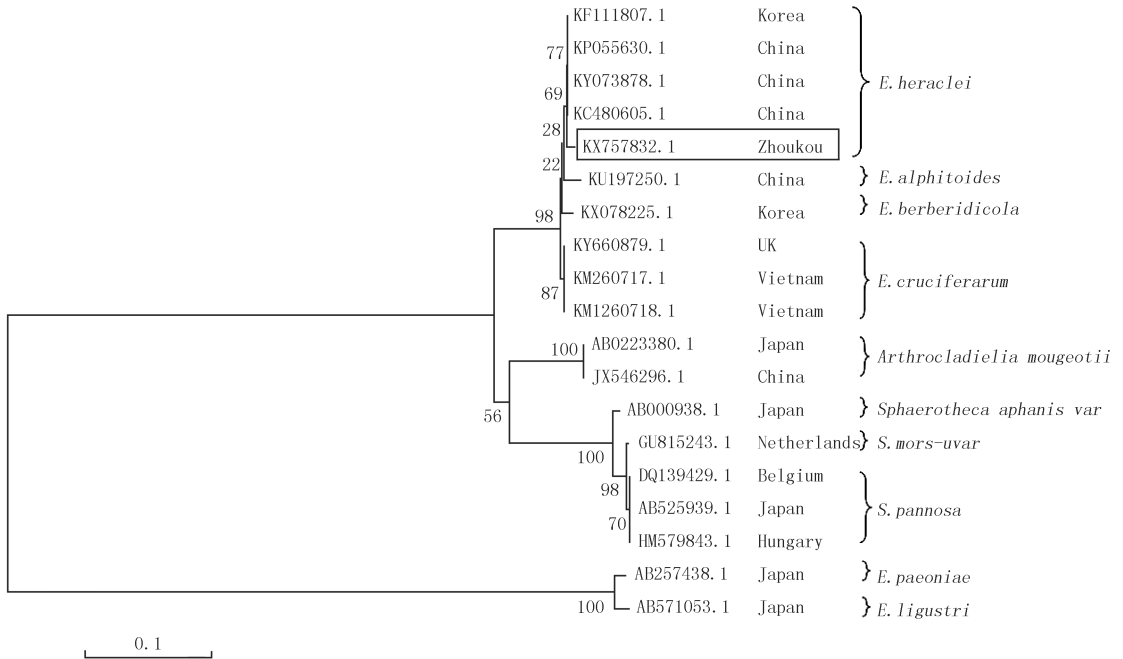 KF111807.1 Korea
77
KP055630.1 China
KY073878.1 China
E.heraclei
69
KC480605.1 China
28
KX757832.1 Zhoukou
22
KU197250.1 China E.alphitoides
98
KX078225.1 Korea E.berberidicola
KY660879.1 UK
KM260717.1 Vietnam E.cruciferarum
87
KM1260718.1 Vietnam
100
AB0223380.1 Japan
Arthrocladielia mougeotii
JX546296.1 China
56
AB000938.1 Japan Sphaerotheca aphanis var
GU815243.1 Netherlands S.mors-uvar
100
DQ139429.1 Belgium
98
AB525939.1 Japan S.pannosa
70
HM579843.1 Hungary
AB257438.1 Japan E.paeoniae
100
AB571053.1 Japan E.ligustri
0.1